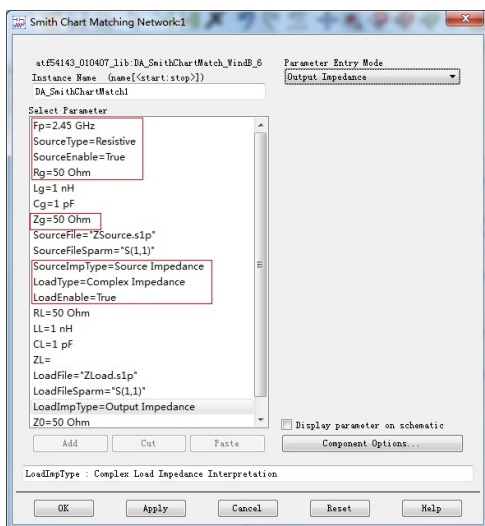 Smith Chart Matching Network:1
atf54143_010407_lib:DA_SmithChartMatch_WindB_6
Parameter Entry Mode
Instance Name (name[<start:stop>])
Output Impedance
DA_SmithChartMatch1
Select Parameter
Fp=2.45 GHz
SourceType=Resistive
SourceEnable=True
Rg=50 Ohm
Lg=1 nH
Cg=1 pF
Zg=50 Ohm
SourceFile="ZSource.s1p"
SourceFileSparm="S(1,1)"
SourceImpType=Source Impedance
LoadType=Complex Impedance
LoadEnable=True
RL=50 Ohm
LL=1 nH
CL=1 pF
ZL=
LoadFile="ZLoad.s1p"
LoadFileSparm="S(1,1)"
LoadImpType=Output Impedance
Z0=50 Ohm
Display parameter on schematic
Add Cut Paste Component Options...
LoadImpType : Complex Load Impedance Interpretation
OK Apply Cancel Reset Help